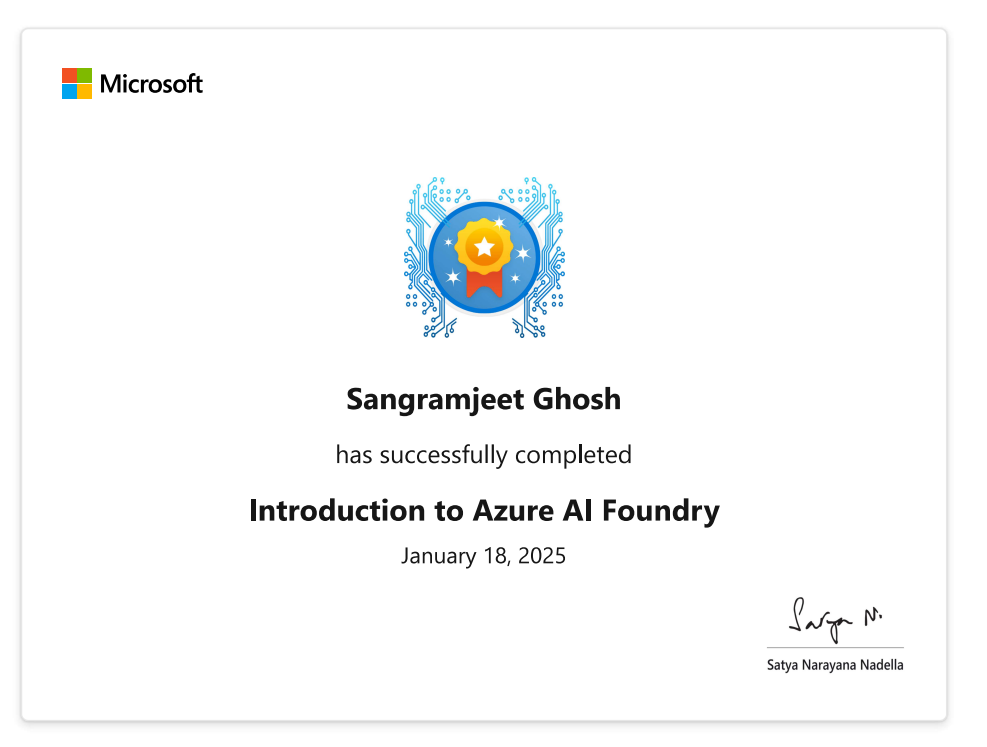 Microsoft
Sangramjeet Ghosh
has successfully completed
Introduction to Azure AI Foundry
January 18, 2025
Satya N.
Satya Narayana Nadella